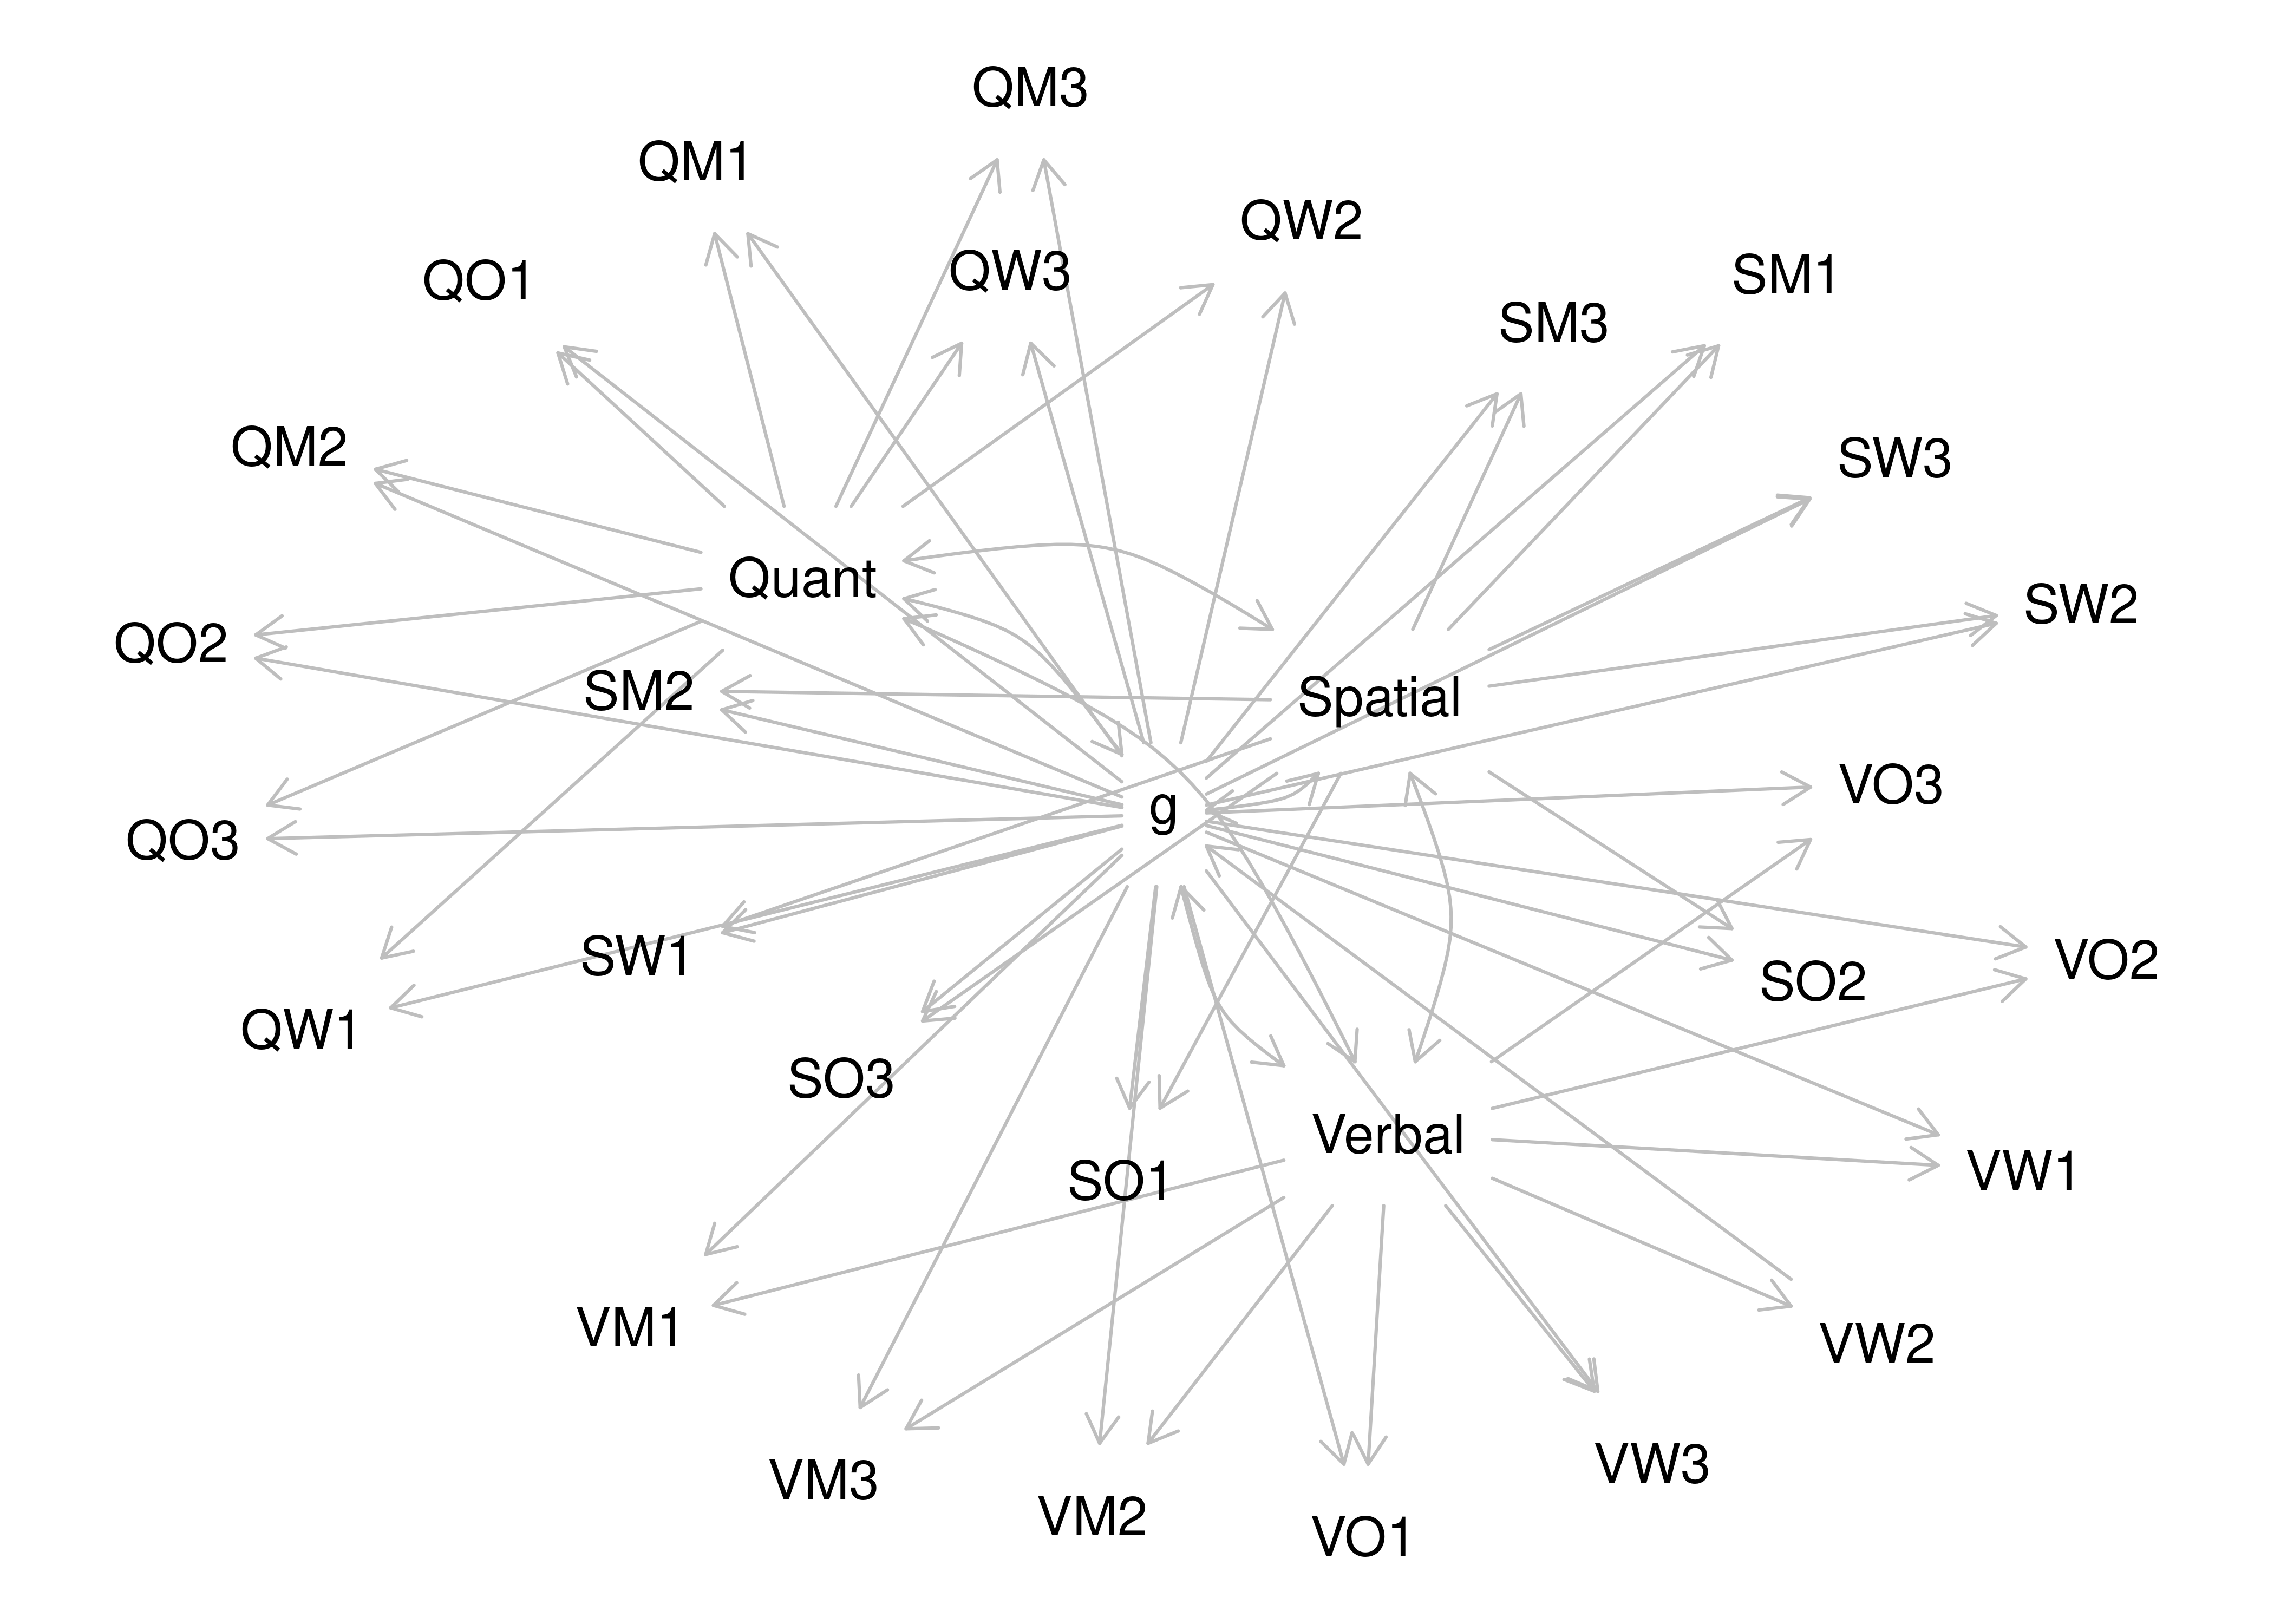 QM3
QM1
QW2
QW3
SM1
QO1
SM3
QM2
SW3
Quant
SW2
QO2
SM2
Spatial
VO3
g
QO3
SW1
VO2
SO2
QW1
SO3
Verbal
VW1
SO1
VM1
VW2
VW3
VM3
VM2
VO1